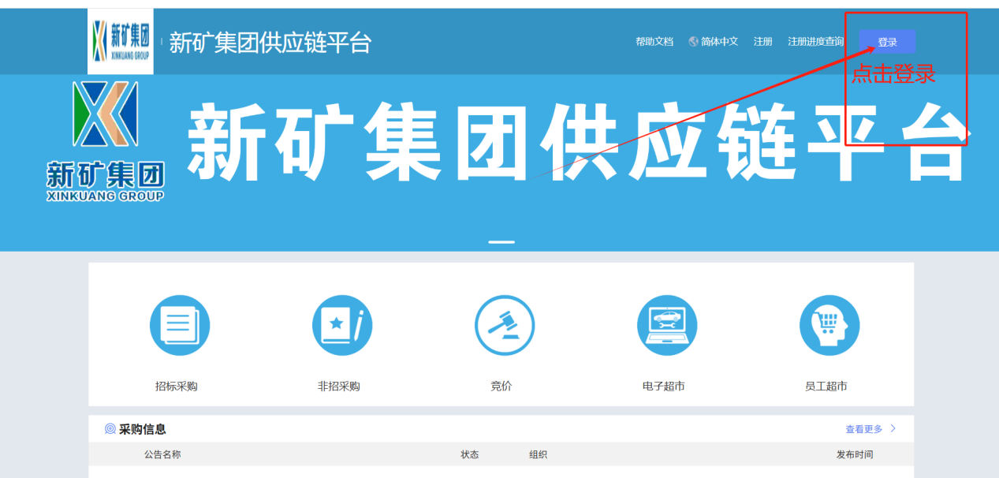 新矿集团
XINKUANG GROUP
新矿集团供应链平台
帮助文档 简体中文 注册 注册进度查询 登录
点击登录
新矿集团
XINKUANG GROUP
新矿集团供应链平台
招标采购 非招采购 竞价 电子超市 员工超市
采购信息 查看更多
公告名称 状态 组织 发布时间